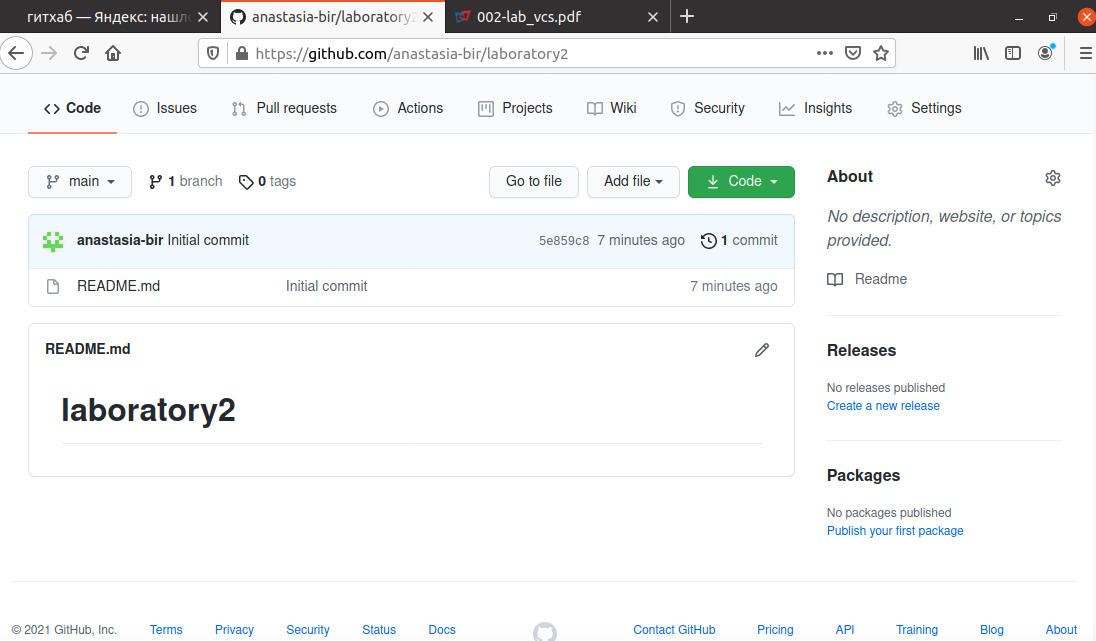 гитхаб — Яндекс: нашло
anastasia-bir/laboratory2
002-lab_vcs.pdf
https://github.com/anastasia-bir/laboratory2
Code Issues Pull requests Actions Projects Wiki Security Insights Settings
main 1 branch 0 tags Go to file Add file Code
anastasia-bir Initial commit 5e859c8 7 minutes ago 1 commit
README.md Initial commit 7 minutes ago
README.md
laboratory2
About
No description, website, or topics
provided.
Readme
Releases
No releases published
Create a new release
Packages
No packages published
Publish your first package
© 2021 GitHub, Inc. Terms Privacy Security Status Docs Contact GitHub Pricing API Training Blog About